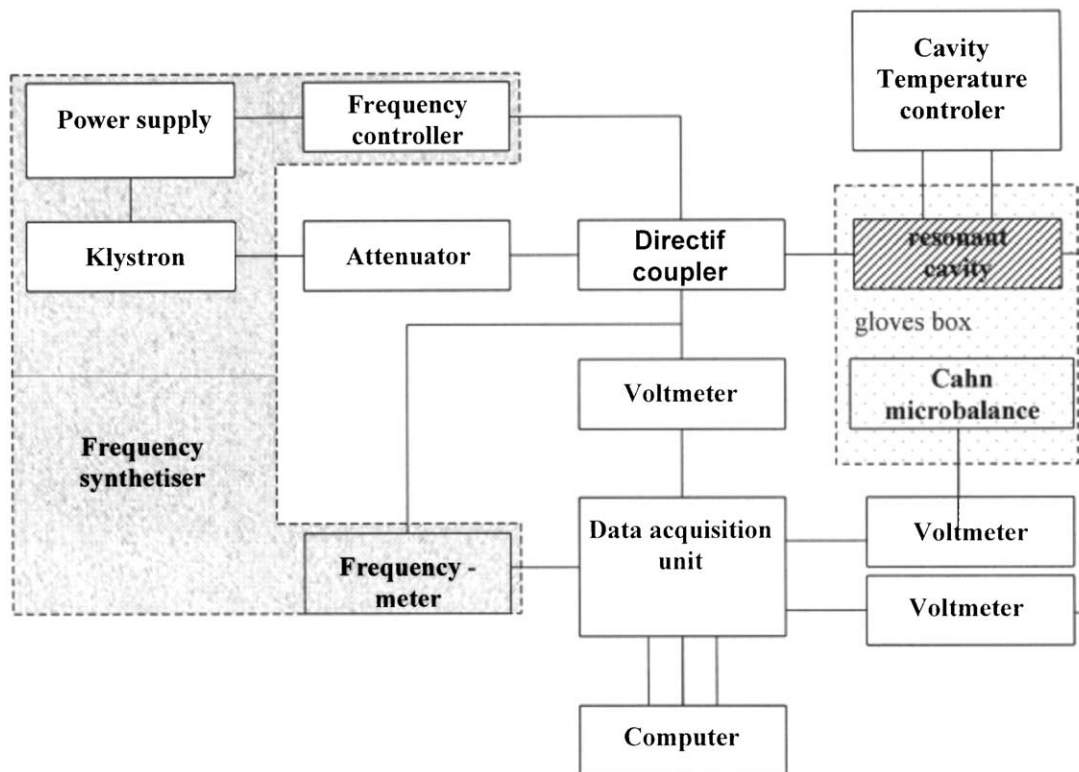 Cavity
Temperature
controler
Power supply
Frequency
controller
Klystron
Attenuator
Directif
coupler
resonant
cavity
gloves box
Voltmeter
Cahn
microbalance
Frequency
synthetiser
Data acquisition
unit
Voltmeter
Frequency -
meter
Voltmeter
Computer